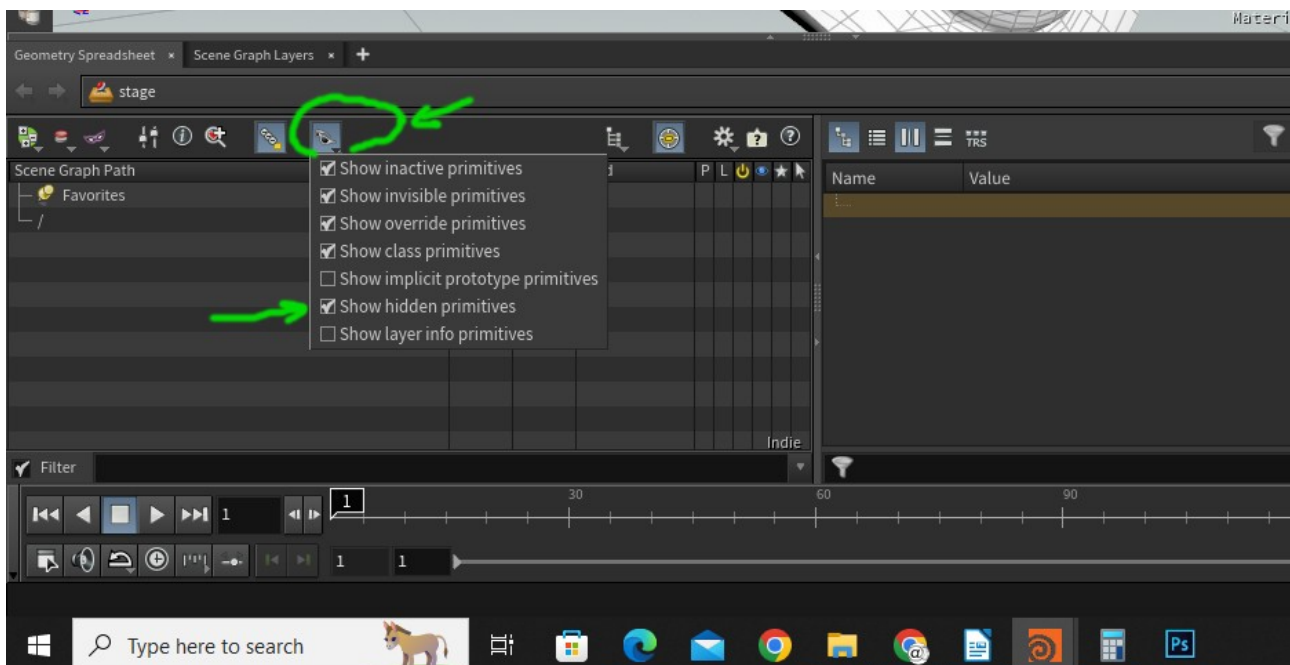 Materi
Geometry Spreadsheet × Scene Graph Layers × +
stage
Scene Graph Path
P L
Favorites
/
Show inactive primitives
Show invisible primitives
Show override primitives
Show class primitives
Show implicit prototype primitives
Show hidden primitives
Show layer info primitives
TRS
Name Value
Indie
Filter
1 1 30 60 90
1 1
Type here to search
Ps